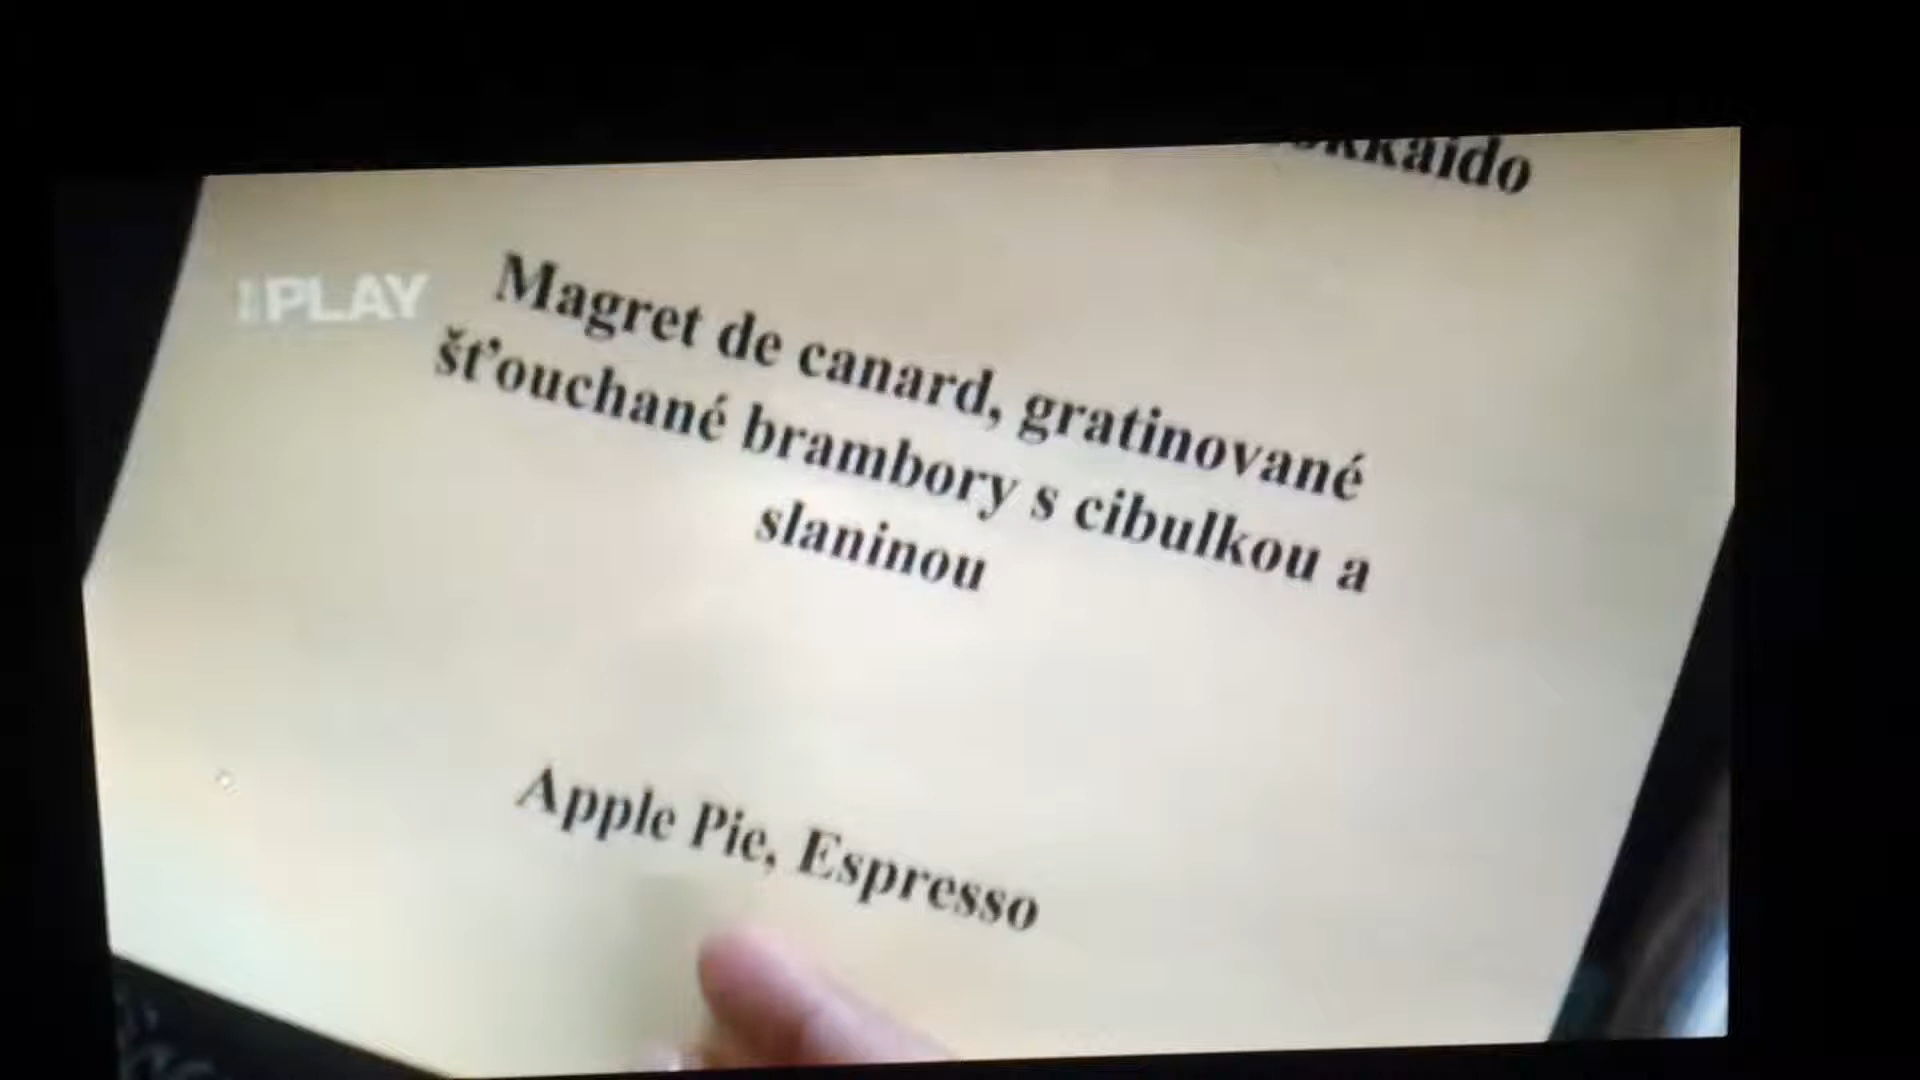 PLAY
Magret de canard, gratinované
šťouchané brambory s cibulkou a
slaninou
Apple Pie, Espresso